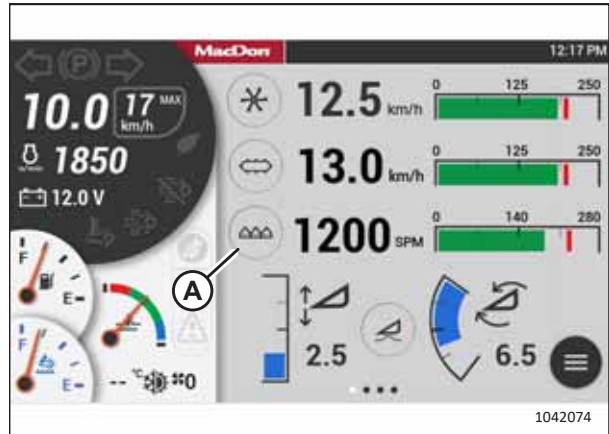 MacDon 12:17 PM
P
10.0 17 MAX km/h
12.5 km/h 0 125 250
n/min 1850
12.0 V
13.0 km/h 0 125 250
1200 SPM 0 140 280
A
F E
F E
2.5 6.5
-- °C 0
1042074